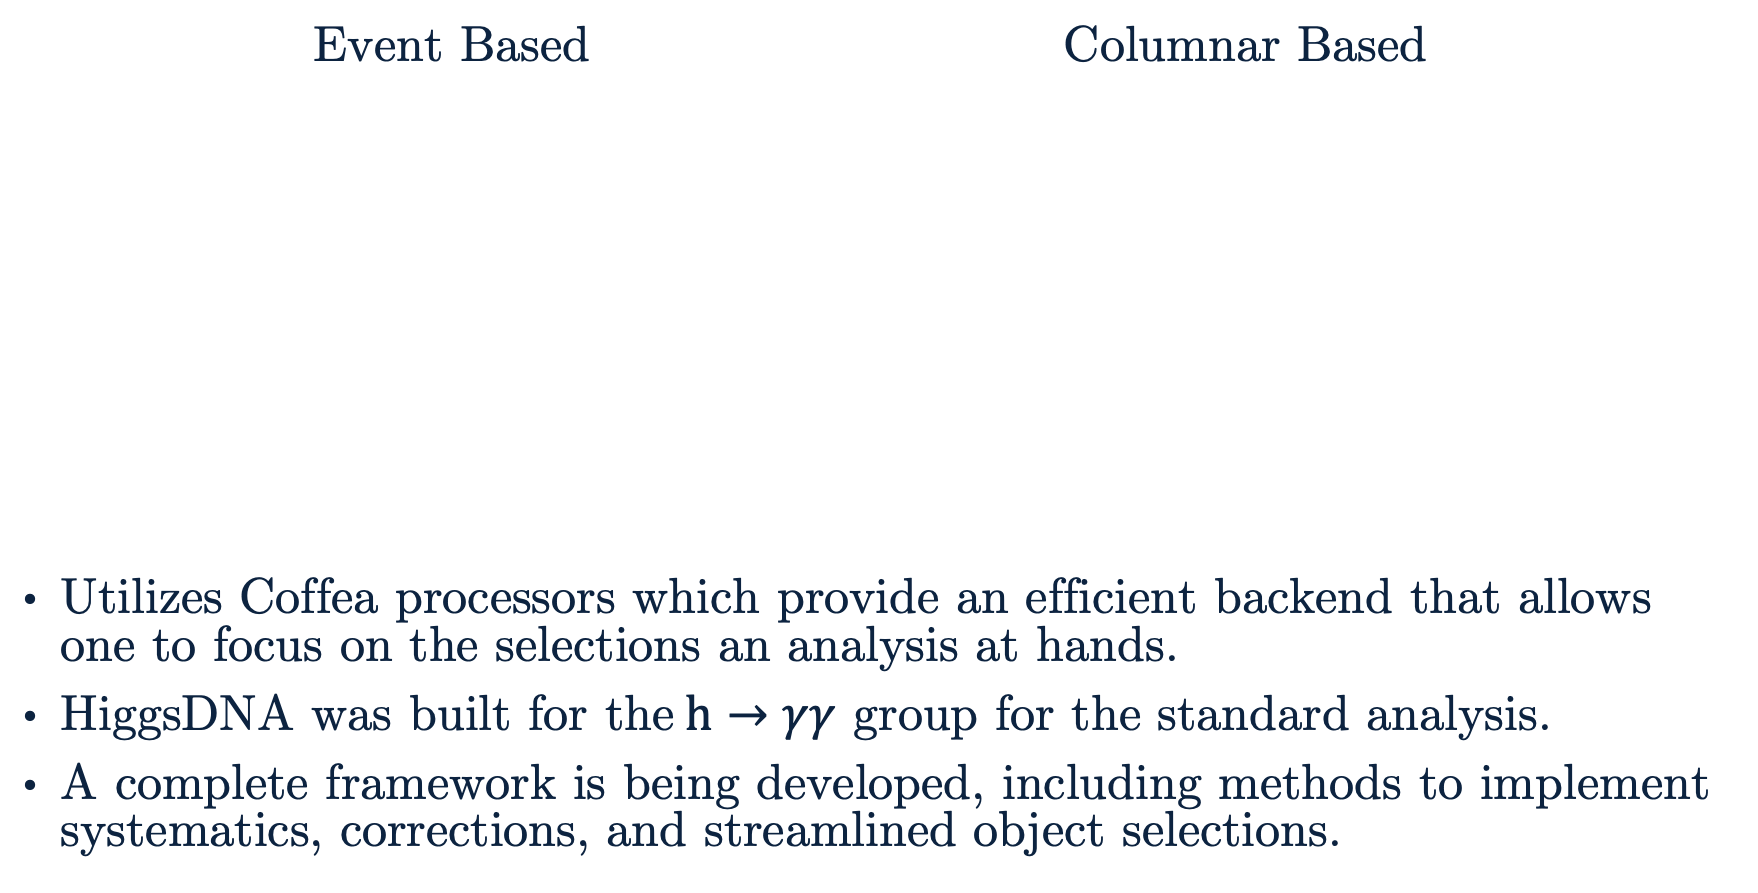 Event Based
Columnar Based
• Utilizes Coffea processors which provide an efficient backend that allows
one to focus on the selections an analysis at hands.
• HiggsDNA was built for the h → γγ group for the standard analysis.
• A complete framework is being developed, including methods to implement
systematics, corrections, and streamlined object selections.